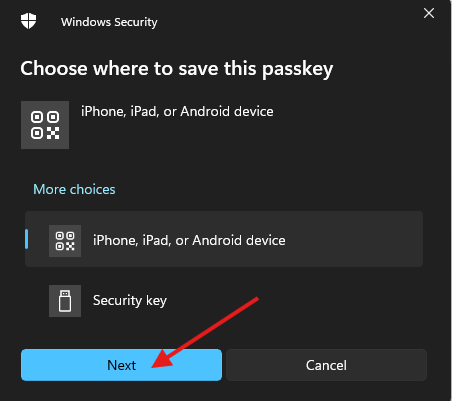 Windows Security
Choose where to save this passkey
iPhone, iPad, or Android device
More choices
iPhone, iPad, or Android device
Security key
Next
Cancel